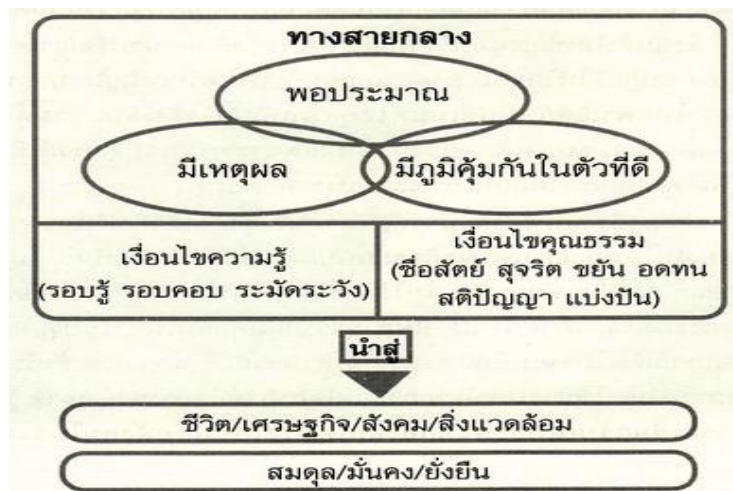 ทางสายกลาง
พอประมาณ
มีเหตุผล
มีภูมิคุ้มกันในตัวที่ดี
เงื่อนไขความรู้
(รอบรู้ รอบคอบ ระมัดระวัง)
เงื่อนไขคุณธรรม
(ซื่อสัตย์ สุจริต ขยัน อดทน
สติปัญญา แบ่งปัน)
นำสู่
ชีวิต/เศรษฐกิจ/สังคม/สิ่งแวดล้อม
สมดุล/มั่นคง/ยั่งยืน